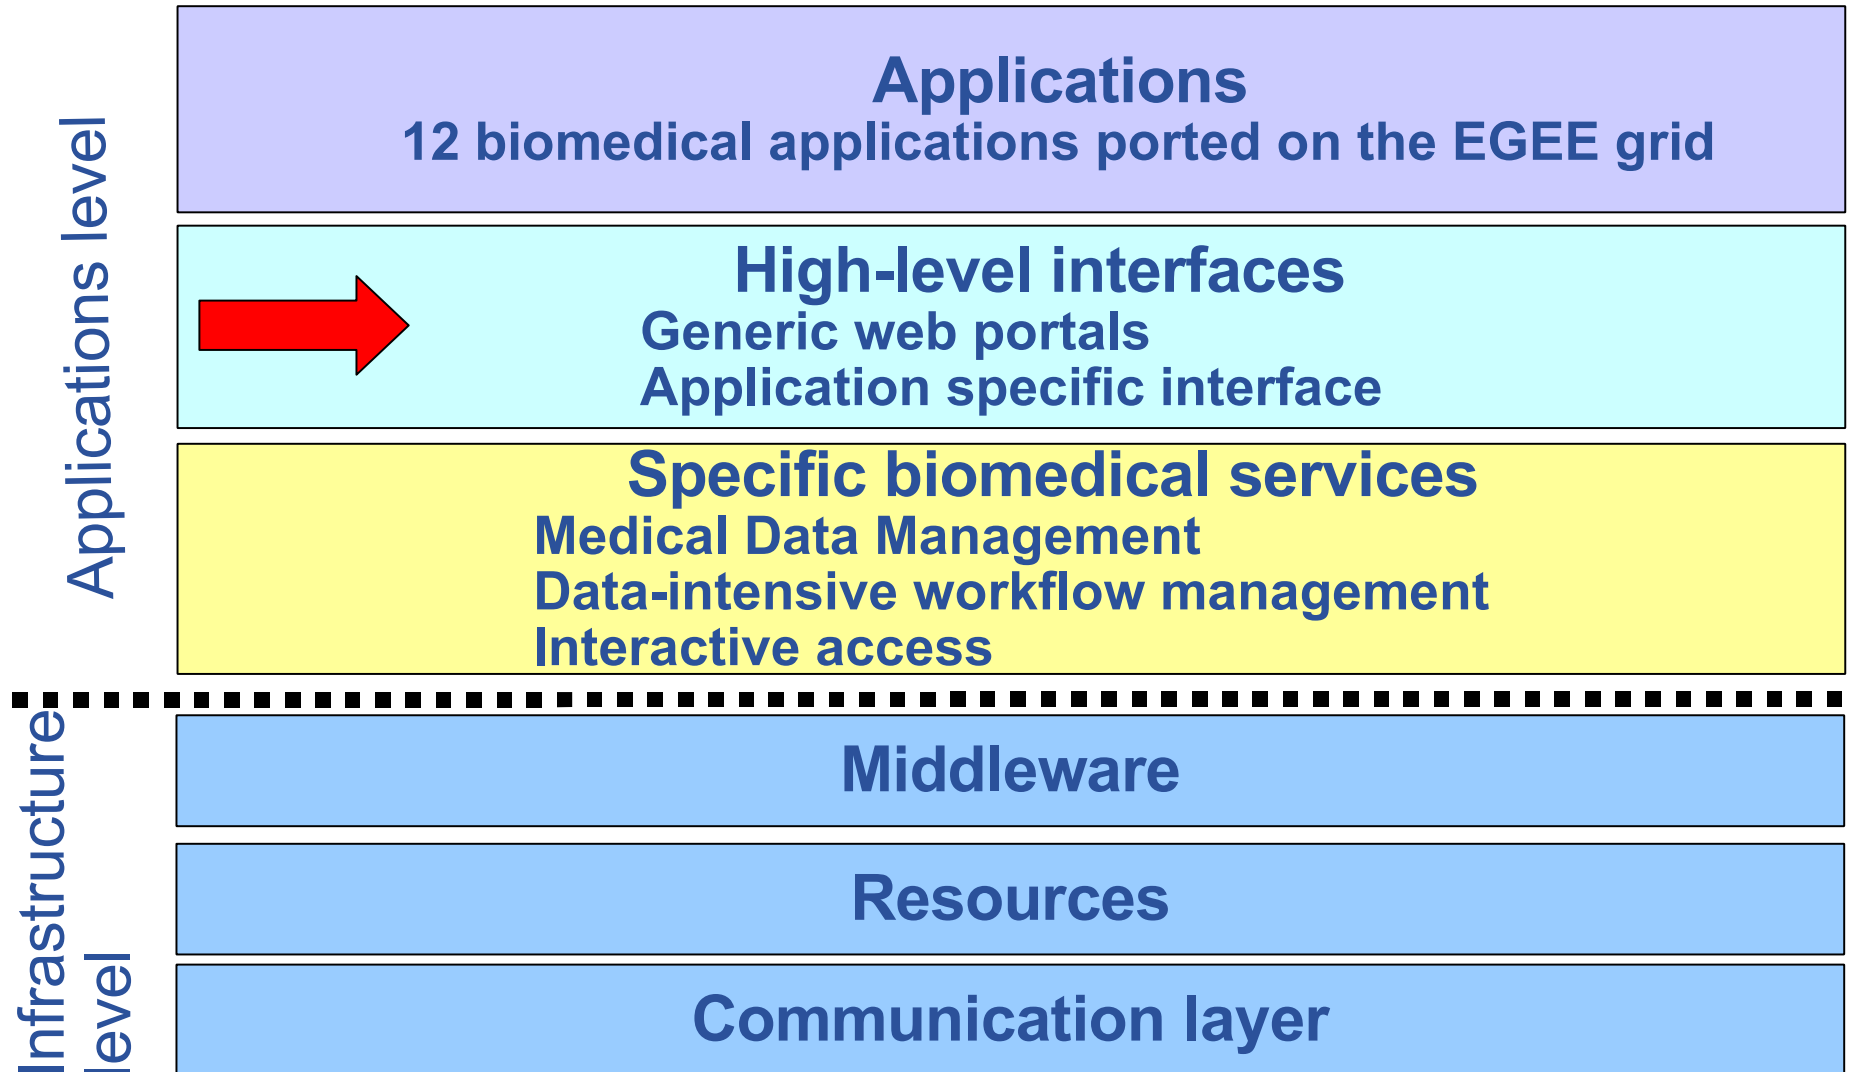 Applications level
Applications
12 biomedical applications ported on the EGEE grid
High-level interfaces
Generic web portals
Application specific interface
Specific biomedical services
Medical Data Management
Data-intensive workflow management
Interactive access
Infrastructure
level
Middleware
Resources
Communication layer